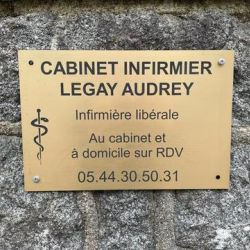 CABINET INFIRMIER
LEGAY AUDREY
Infirmière libérale
Au cabinet et
à domicile sur RDV
05.44.30.50.31